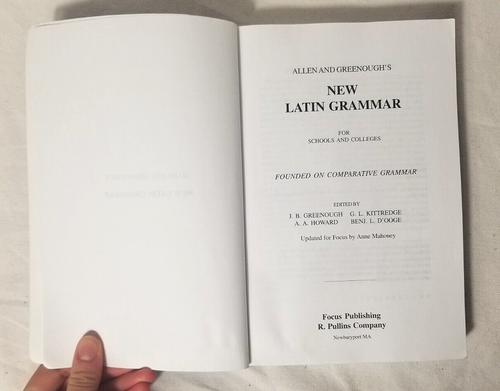 ALLEN AND GREENOUGH'S
NEW
LATIN GRAMMAR
FOR
SCHOOLS AND COLLEGES
FOUNDED ON COMPARATIVE GRAMMAR
EDITED BY
J. B. GREENOUGH G. L. KITTREDGE
A. A. HOWARD BENJ. L. D'OOGE
Updated for Focus by Anne Mahoney
Focus Publishing
R. Pullins Company
Newburyport MA